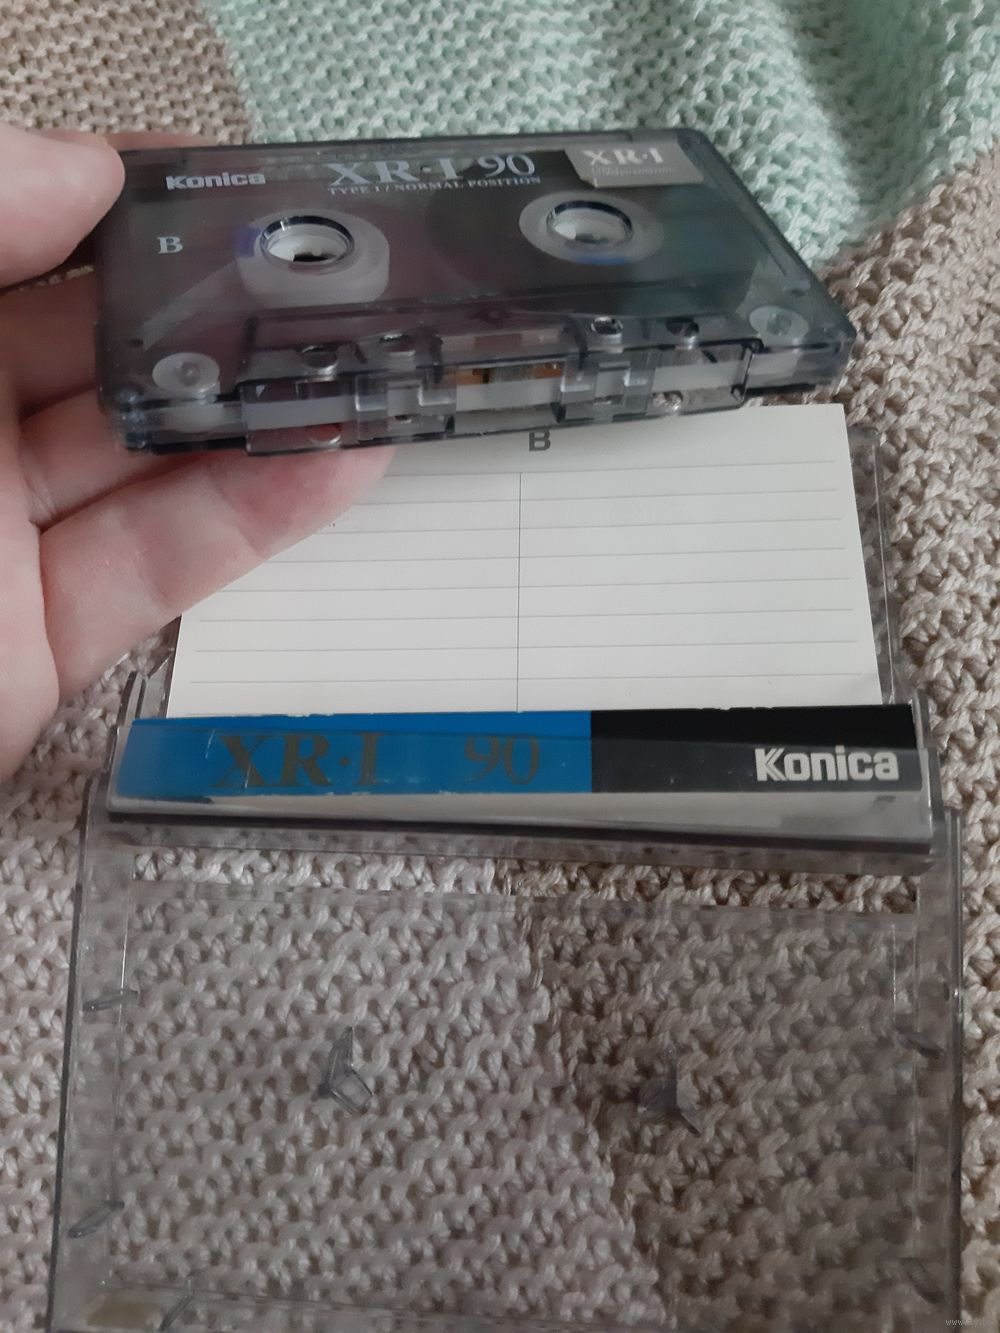 Konica
XR·I 90
TYPE I / NORMAL POSITION
XR·I
B
B
XR·I 90
Konica